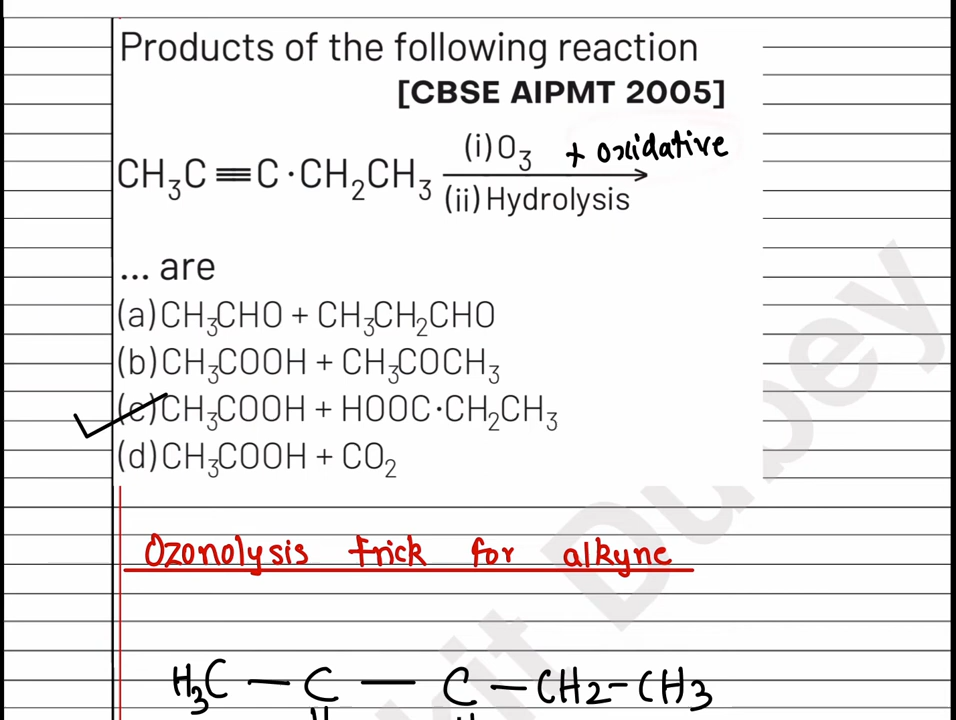 Products of the following reaction
[CBSE AIPMT 2005]
(i) O₃ + oxidative
CH₃C≡C·CH₂CH₃
(ii) Hydrolysis
... are
(a) CH₃CHO + CH₃CH₂CHO
(b) CH₃COOH + CH₃COCH₃
(c) CH₃COOH + HOOC·CH₂CH₃
(d) CH₃COOH + CO₂
Ozonolysis trick for alkyne
H₃C — C — C — CH2 - CH3